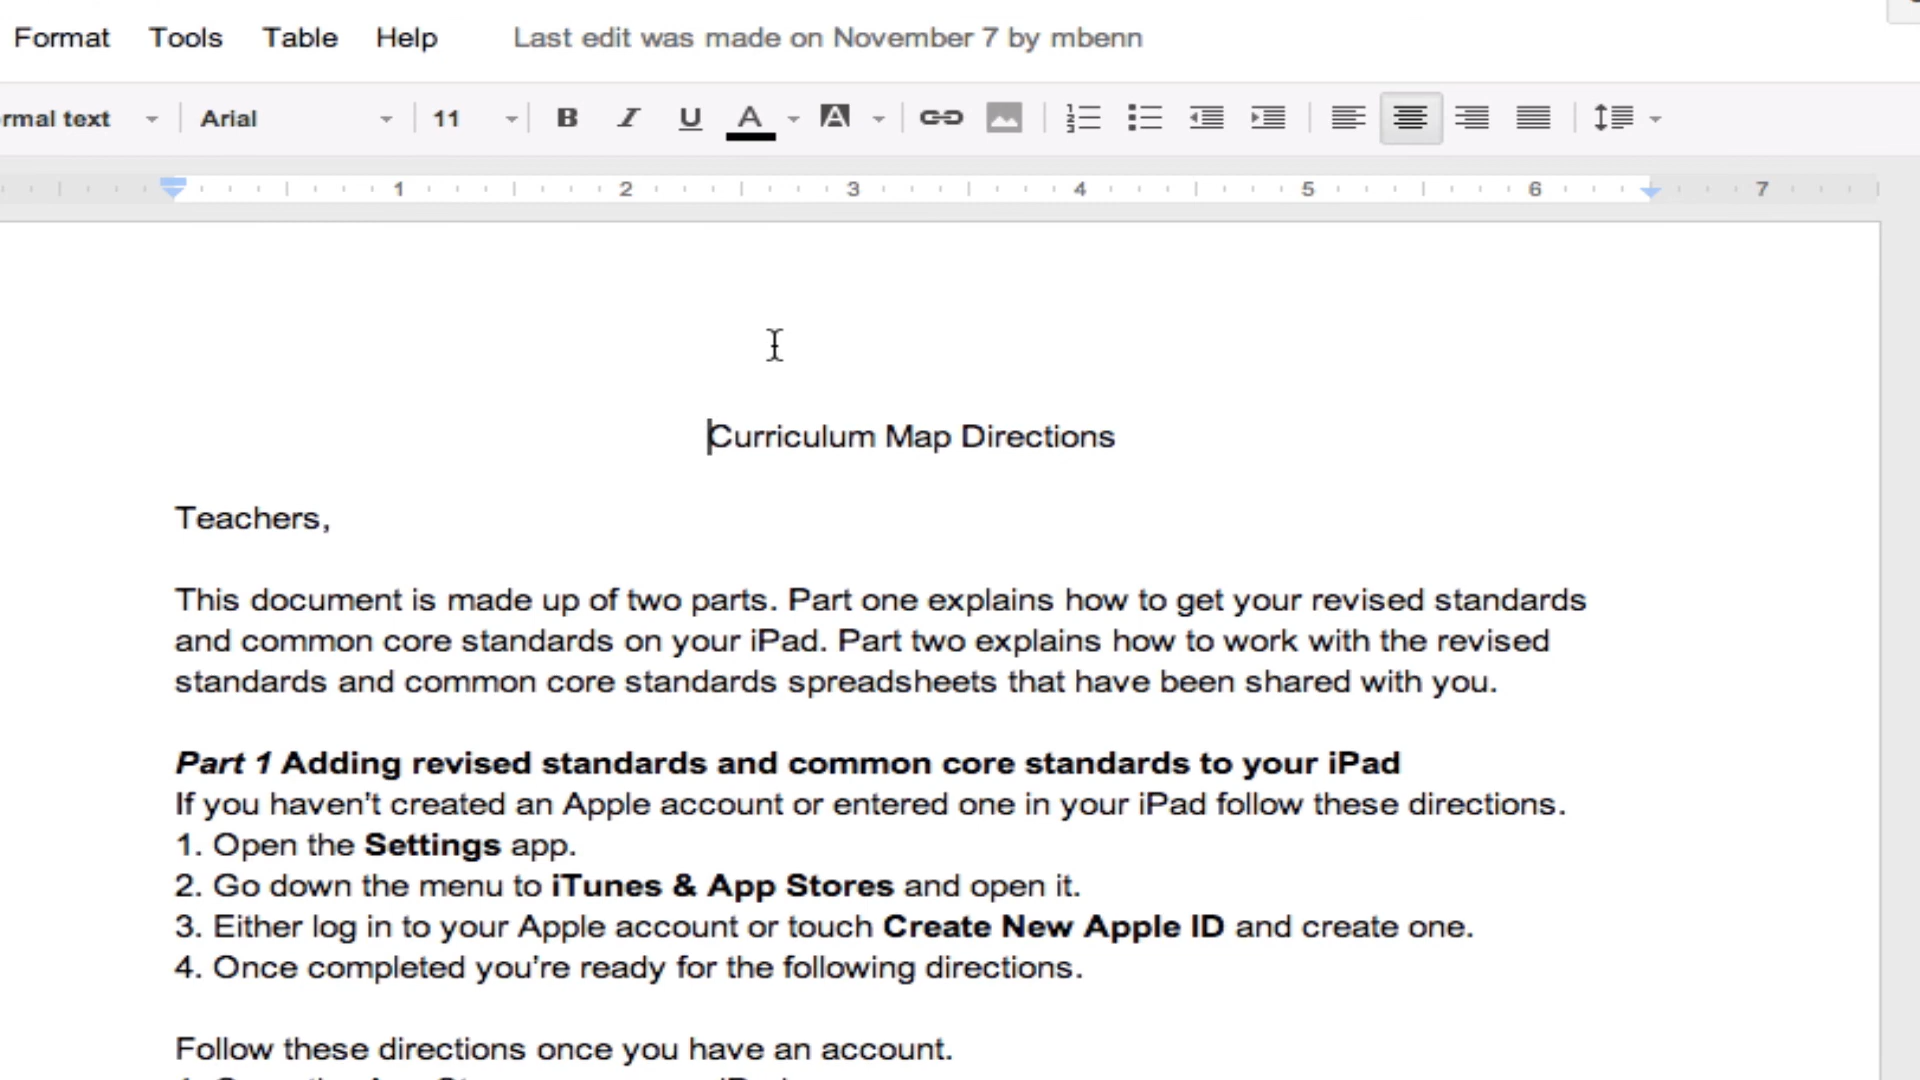 Format Tools Table Help Last edit was made on November 7 by mbenn
rmal text Arial 11 B I U A A
1 2 3 4 5 6 7
Curriculum Map Directions
Teachers,
This document is made up of two parts. Part one explains how to get your revised standards
and common core standards on your iPad. Part two explains how to work with the revised
standards and common core standards spreadsheets that have been shared with you.
Part 1 Adding revised standards and common core standards to your iPad
If you haven't created an Apple account or entered one in your iPad follow these directions.
1. Open the Settings app.
2. Go down the menu to iTunes & App Stores and open it.
3. Either log in to your Apple account or touch Create New Apple ID and create one.
4. Once completed you're ready for the following directions.
Follow these directions once you have an account.